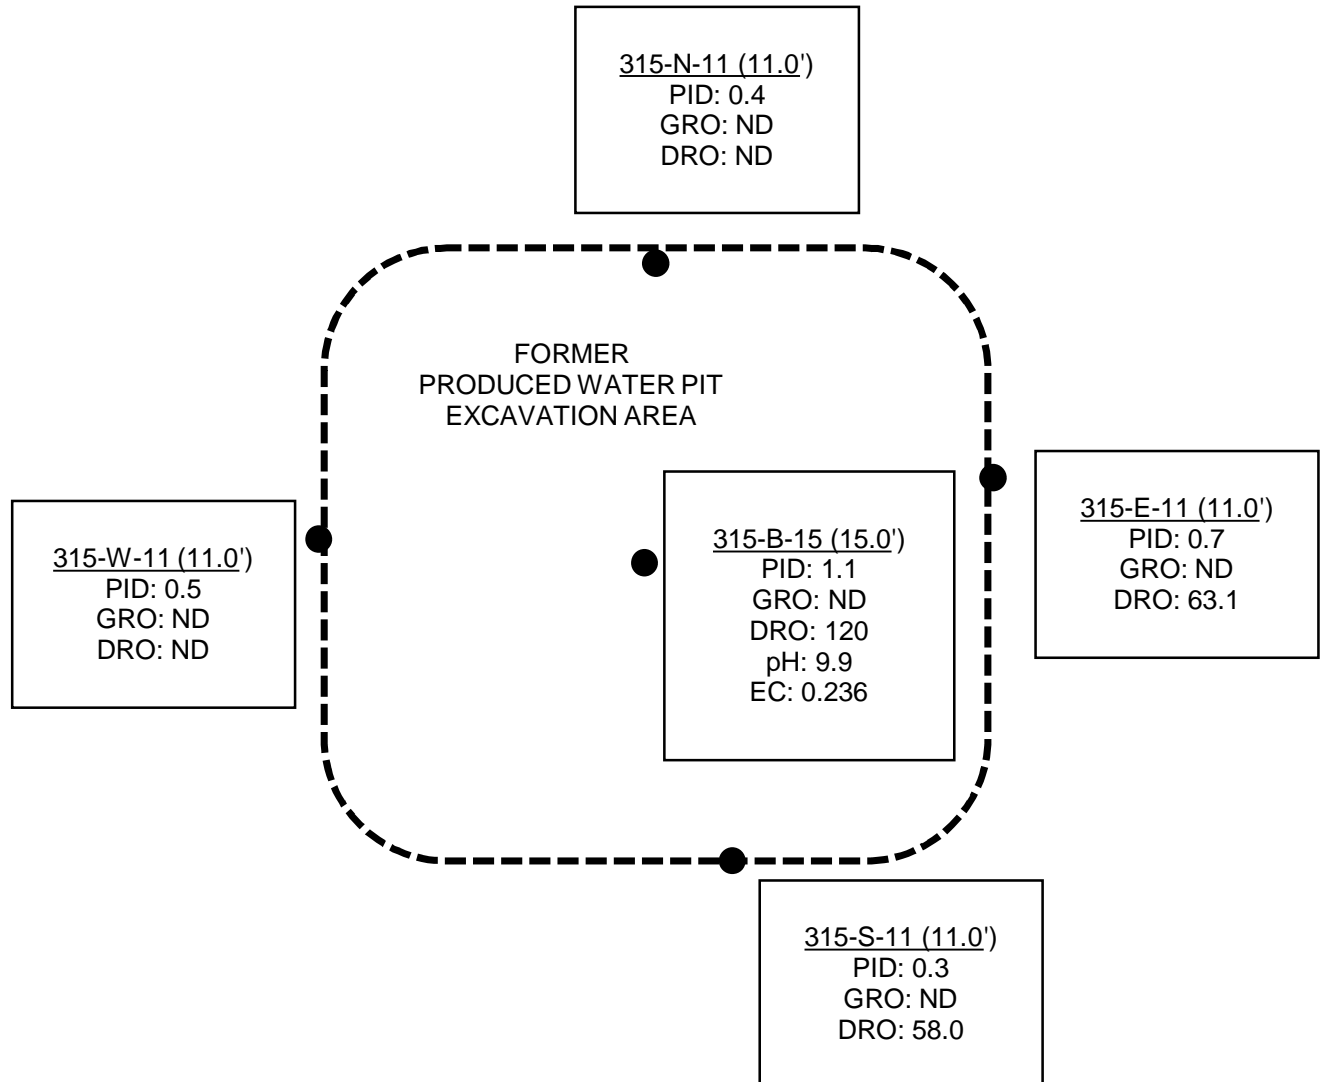 315-N-11 (11.0')
PID: 0.4
GRO: ND
DRO: ND
FORMER
PRODUCED WATER PIT
EXCAVATION AREA
315-W-11 (11.0')
PID: 0.5
GRO: ND
DRO: ND
315-B-15 (15.0')
PID: 1.1
GRO: ND
DRO: 120
pH: 9.9
EC: 0.236
315-E-11 (11.0')
PID: 0.7
GRO: ND
DRO: 63.1
315-S-11 (11.0')
PID: 0.3
GRO: ND
DRO: 58.0